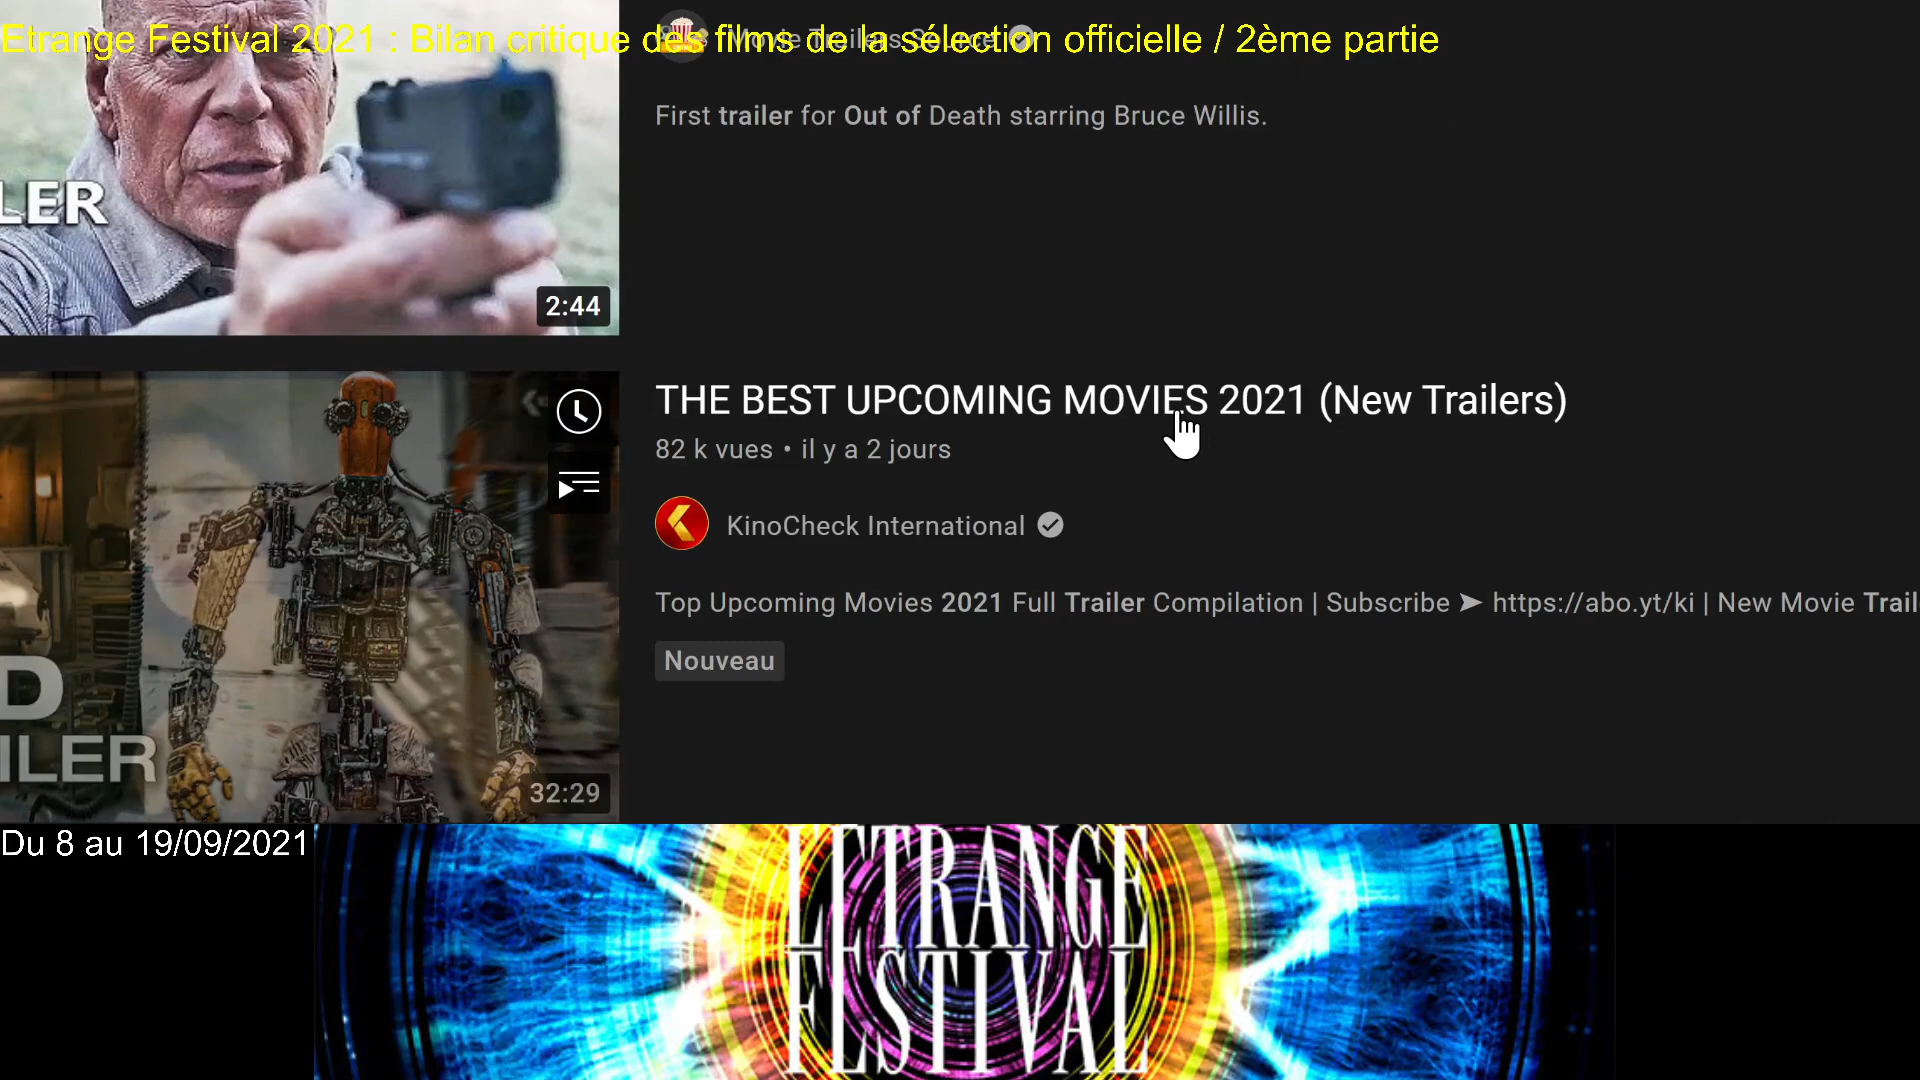 Etrange Festival 2021 : Bilan critique des films de la sélection officielle / 2ème partie
Movie Trailers Source
First trailer for Out of Death starring Bruce Willis.
LER
2:44
THE BEST UPCOMING MOVIES 2021 (New Trailers)
82 k vues • il y a 2 jours
KinoCheck International
Top Upcoming Movies 2021 Full Trailer Compilation | Subscribe ➤ https://abo.yt/ki | New Movie Trail
Nouveau
D
ILER
32:29
Du 8 au 19/09/2021
L'ETRANGE
FESTIVAL